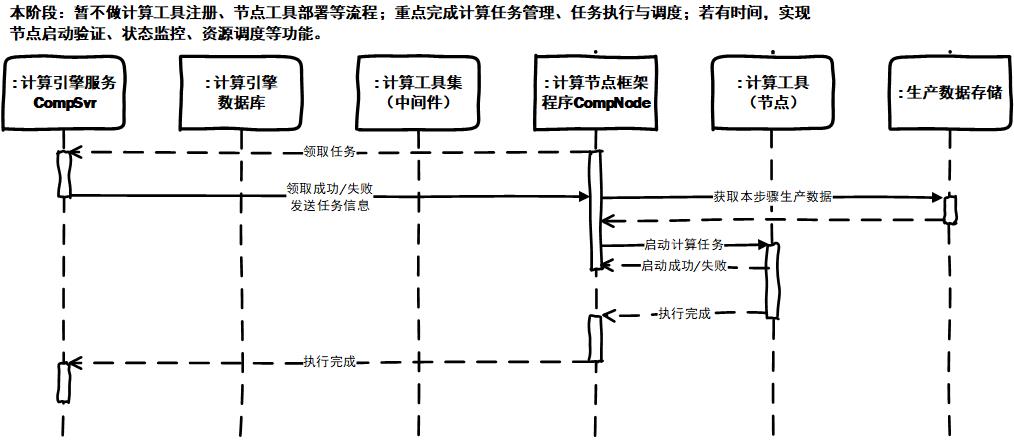 本阶段：暂不做计算工具注册、节点工具部署等流程；重点完成计算任务管理、任务执行与调度；若有时间，实现
节点启动验证、状态监控、资源调度等功能。
：计算引擎服务
CompSvr
：计算引擎
数据库
：计算工具集
（中间件）
：计算节点框架
程序CompNode
：计算工具
（节点）
：生产数据存储
领取任务
领取成功/失败
发送任务信息
获取本步骤生产数据
启动计算任务
启动成功/失败
执行完成
执行完成